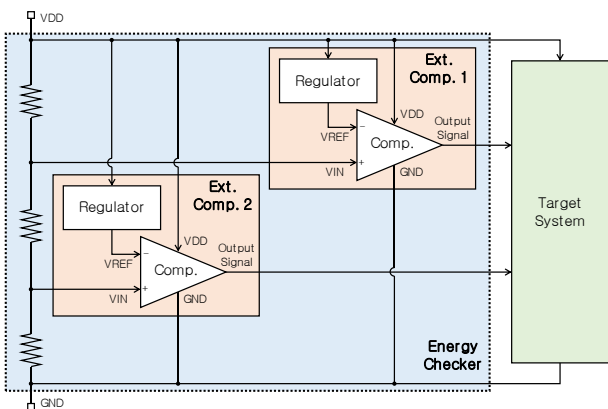 VDD
Ext.
Comp. 1
Regulator
VDD
Output
Signal
VREF
−
Comp.
VIN
+
GND
Ext.
Comp. 2
Regulator
VDD
Output
Signal
VREF
−
Comp.
VIN
+
GND
Target
System
Energy
Checker
GND